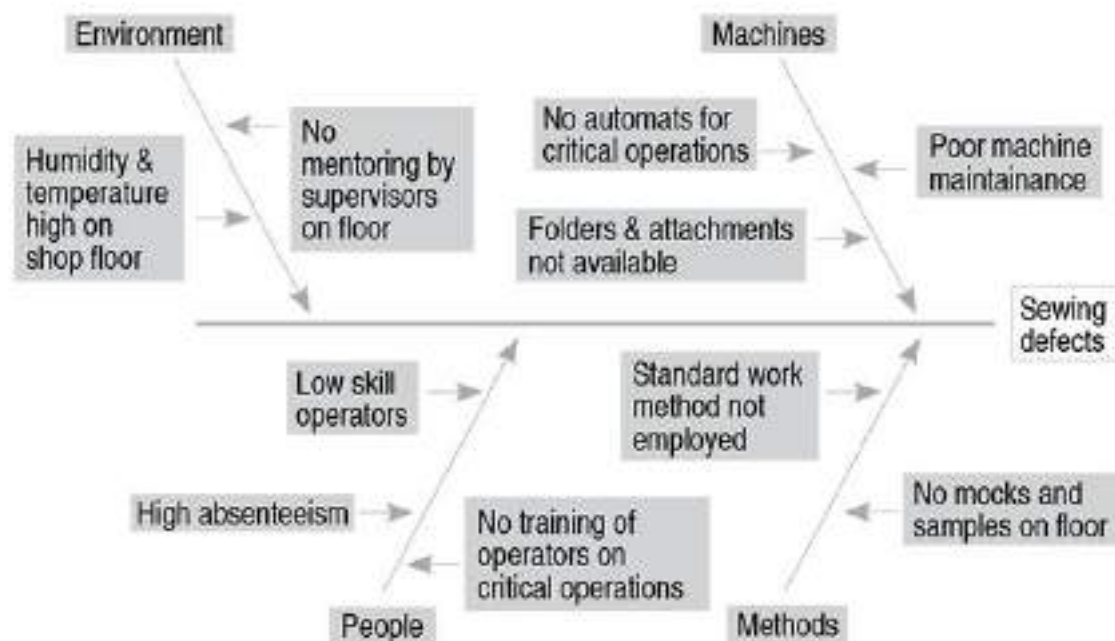 Environment
Machines
No
mentoring by
supervisors
on floor
Humidity &
temperature
high on
shop floor
No automats for
critical operations
Poor machine
maintainance
Folders & attachments
not available
Sewing
defects
Low skill
operators
Standard work
method not
employed
High absenteeism
No training of
operators on
critical operations
No mocks and
samples on floor
People
Methods